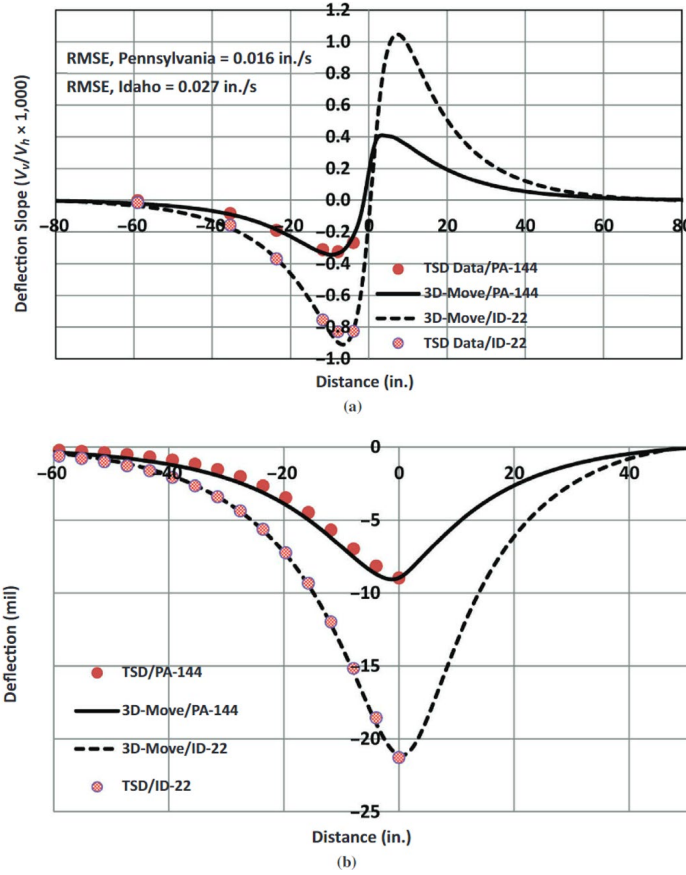 1.2
1.0
0.8
0.6
0.4
0.2
0.0
−0.2
−0.4
−0.6
−0.8
−1.0
RMSE, Pennsylvania = 0.016 in./s
RMSE, Idaho = 0.027 in./s
Deflection Slope (Vv/Vh × 1,000)
−80 −60 −40 −20 0 20 40 60 80
TSD Data/PA-144
3D-Move/PA-144
3D-Move/ID-22
TSD Data/ID-22
Distance (in.)
(a)
0
−60 −40 −20 0 20 40
−5
−10
−15
−20
−25
Deflection (mil)
TSD/PA-144
3D-Move/PA-144
3D-Move/ID-22
TSD/ID-22
Distance (in.)
(b)